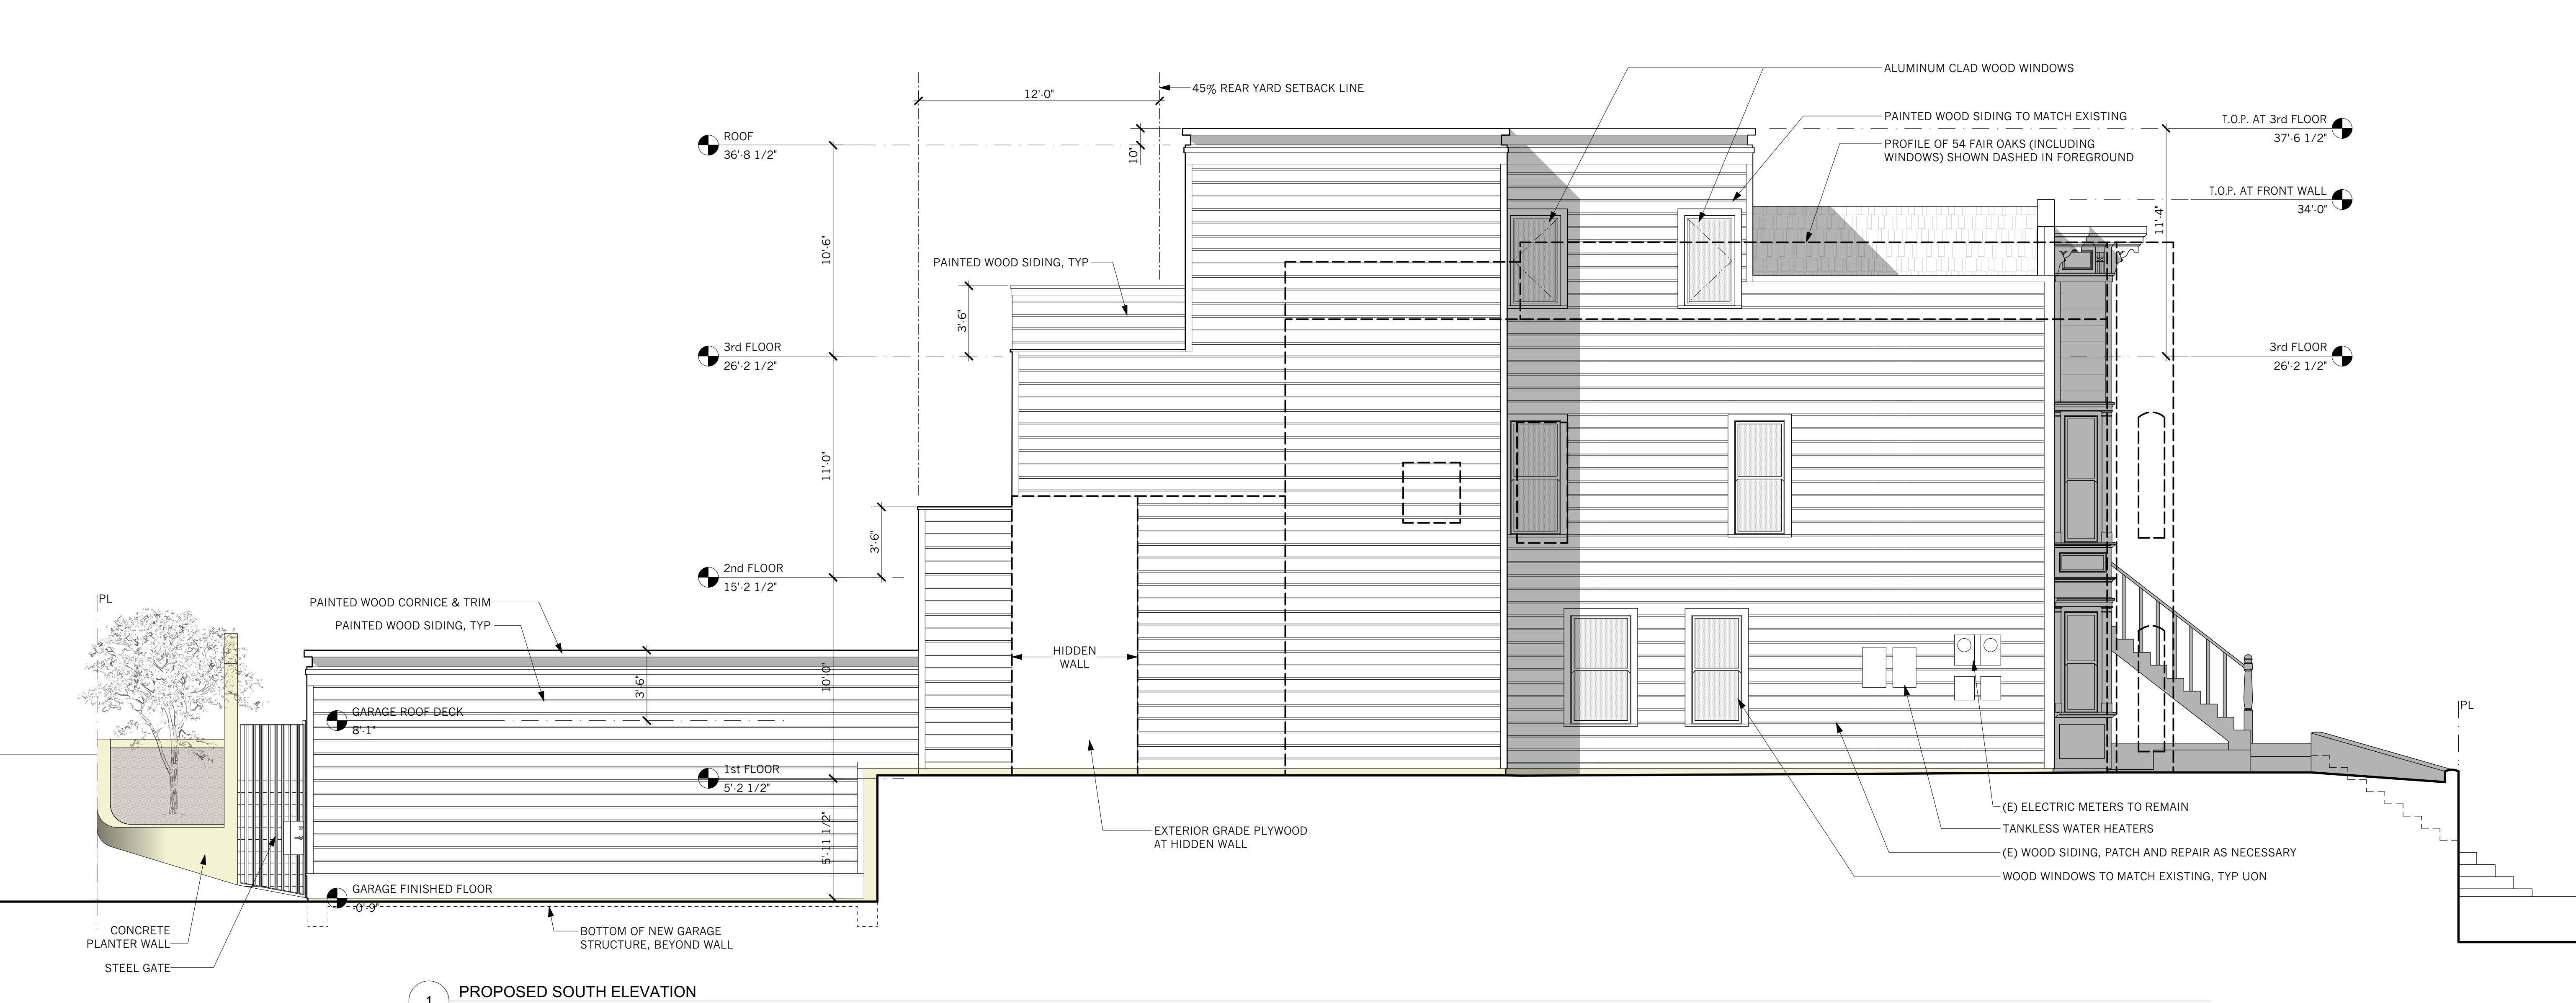 ALUMINUM CLAD WOOD WINDOWS
12'-0"
45% REAR YARD SETBACK LINE
PAINTED WOOD SIDING TO MATCH EXISTING
T.O.P. AT 3rd FLOOR
37'-6 1/2"
ROOF
36'-8 1/2"
10"
PROFILE OF 54 FAIR OAKS (INCLUDING
WINDOWS) SHOWN DASHED IN FOREGROUND
T.O.P. AT FRONT WALL
34'-0"
11'-4"
10'-6"
PAINTED WOOD SIDING, TYP
3'-6"
3rd FLOOR
26'-2 1/2"
3rd FLOOR
26'-2 1/2"
11'-0"
3'-6"
2nd FLOOR
15'-2 1/2"
PL
PAINTED WOOD CORNICE & TRIM
PAINTED WOOD SIDING, TYP
HIDDEN
WALL
10'-0"
3'-6"
GARAGE ROOF DECK
8'-1"
PL
1st FLOOR
5'-2 1/2"
5'-11 1/2"
(E) ELECTRIC METERS TO REMAIN
TANKLESS WATER HEATERS
EXTERIOR GRADE PLYWOOD
AT HIDDEN WALL
(E) WOOD SIDING, PATCH AND REPAIR AS NECESSARY
WOOD WINDOWS TO MATCH EXISTING, TYP UON
GARAGE FINISHED FLOOR
-0'-9"
CONCRETE
PLANTER WALL
BOTTOM OF NEW GARAGE
STRUCTURE, BEYOND WALL
STEEL GATE
1
PROPOSED SOUTH ELEVATION